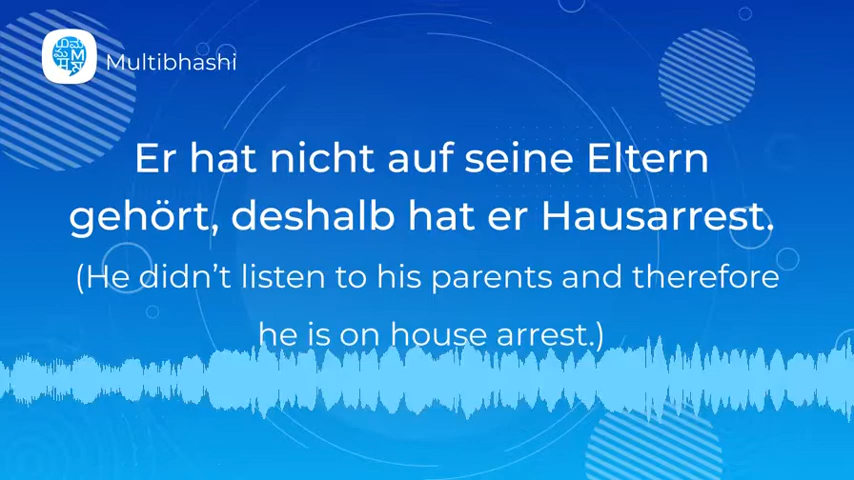 Multibhashi
Er hat nicht auf seine Eltern
gehört, deshalb hat er Hausarrest.
(He didn't listen to his parents and therefore
he is on house arrest.)